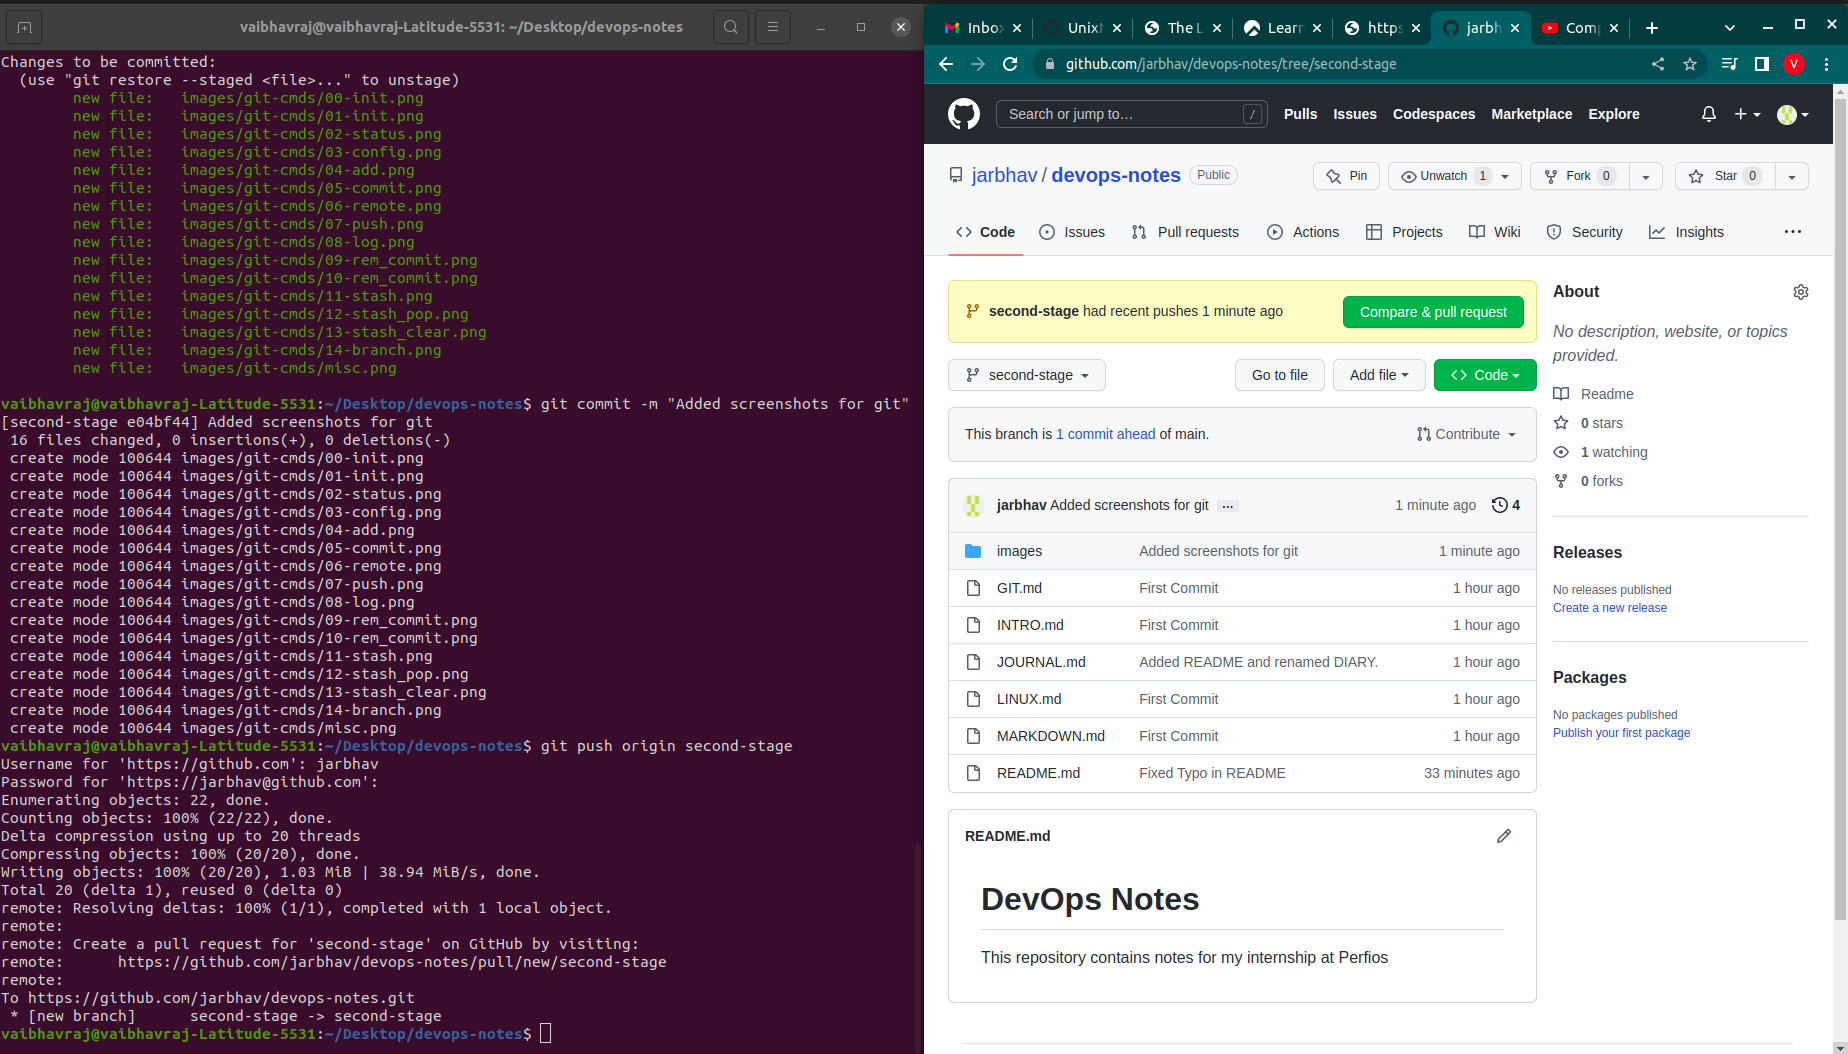 vaibhavraj@vaibhavraj-Latitude-5531: ~/Desktop/devops-notes
Changes to be committed:
  (use "git restore --staged <file>..." to unstage)
        new file:   images/git-cmds/00-init.png
        new file:   images/git-cmds/01-init.png
        new file:   images/git-cmds/02-status.png
        new file:   images/git-cmds/03-config.png
        new file:   images/git-cmds/04-add.png
        new file:   images/git-cmds/05-commit.png
        new file:   images/git-cmds/06-remote.png
        new file:   images/git-cmds/07-push.png
        new file:   images/git-cmds/08-log.png
        new file:   images/git-cmds/09-rem_commit.png
        new file:   images/git-cmds/10-rem_commit.png
        new file:   images/git-cmds/11-stash.png
        new file:   images/git-cmds/12-stash_pop.png
        new file:   images/git-cmds/13-stash_clear.png
        new file:   images/git-cmds/14-branch.png
        new file:   images/git-cmds/misc.png
vaibhavraj@vaibhavraj-Latitude-5531:~/Desktop/devops-notes$ git commit -m "Added screenshots for git"
[second-stage e04bf44] Added screenshots for git
 16 files changed, 0 insertions(+), 0 deletions(-)
 create mode 100644 images/git-cmds/00-init.png
 create mode 100644 images/git-cmds/01-init.png
 create mode 100644 images/git-cmds/02-status.png
 create mode 100644 images/git-cmds/03-config.png
 create mode 100644 images/git-cmds/04-add.png
 create mode 100644 images/git-cmds/05-commit.png
 create mode 100644 images/git-cmds/06-remote.png
 create mode 100644 images/git-cmds/07-push.png
 create mode 100644 images/git-cmds/08-log.png
 create mode 100644 images/git-cmds/09-rem_commit.png
 create mode 100644 images/git-cmds/10-rem_commit.png
 create mode 100644 images/git-cmds/11-stash.png
 create mode 100644 images/git-cmds/12-stash_pop.png
 create mode 100644 images/git-cmds/13-stash_clear.png
 create mode 100644 images/git-cmds/14-branch.png
 create mode 100644 images/git-cmds/misc.png
vaibhavraj@vaibhavraj-Latitude-5531:~/Desktop/devops-notes$ git push origin second-stage
Username for 'https://github.com': jarbhav
Password for 'https://jarbhav@github.com':
Enumerating objects: 22, done.
Counting objects: 100% (22/22), done.
Delta compression using up to 20 threads
Compressing objects: 100% (20/20), done.
Writing objects: 100% (20/20), 1.03 MiB | 38.94 MiB/s, done.
Total 20 (delta 1), reused 0 (delta 0)
remote: Resolving deltas: 100% (1/1), completed with 1 local object.
remote:
remote: Create a pull request for 'second-stage' on GitHub by visiting:
remote:      https://github.com/jarbhav/devops-notes/pull/new/second-stage
remote:
To https://github.com/jarbhav/devops-notes.git
 * [new branch]      second-stage -> second-stage
vaibhavraj@vaibhavraj-Latitude-5531:~/Desktop/devops-notes$
Inbox Unix The L Learn https jarbh Comp
github.com/jarbhav/devops-notes/tree/second-stage V
Search or jump to… / Pulls Issues Codespaces Marketplace Explore
jarbhav / devops-notes Public Pin Unwatch 1 Fork 0 Star 0
Code Issues Pull requests Actions Projects Wiki Security Insights
second-stage had recent pushes 1 minute ago Compare & pull request
second-stage Go to file Add file Code
This branch is 1 commit ahead of main. Contribute
jarbhav Added screenshots for git ... 1 minute ago 4
images Added screenshots for git 1 minute ago
GIT.md First Commit 1 hour ago
INTRO.md First Commit 1 hour ago
JOURNAL.md Added README and renamed DIARY. 1 hour ago
LINUX.md First Commit 1 hour ago
MARKDOWN.md First Commit 1 hour ago
README.md Fixed Typo in README 33 minutes ago
README.md
DevOps Notes
This repository contains notes for my internship at Perfios
About
No description, website, or topics
provided.
Readme
0 stars
1 watching
0 forks
Releases
No releases published
Create a new release
Packages
No packages published
Publish your first package